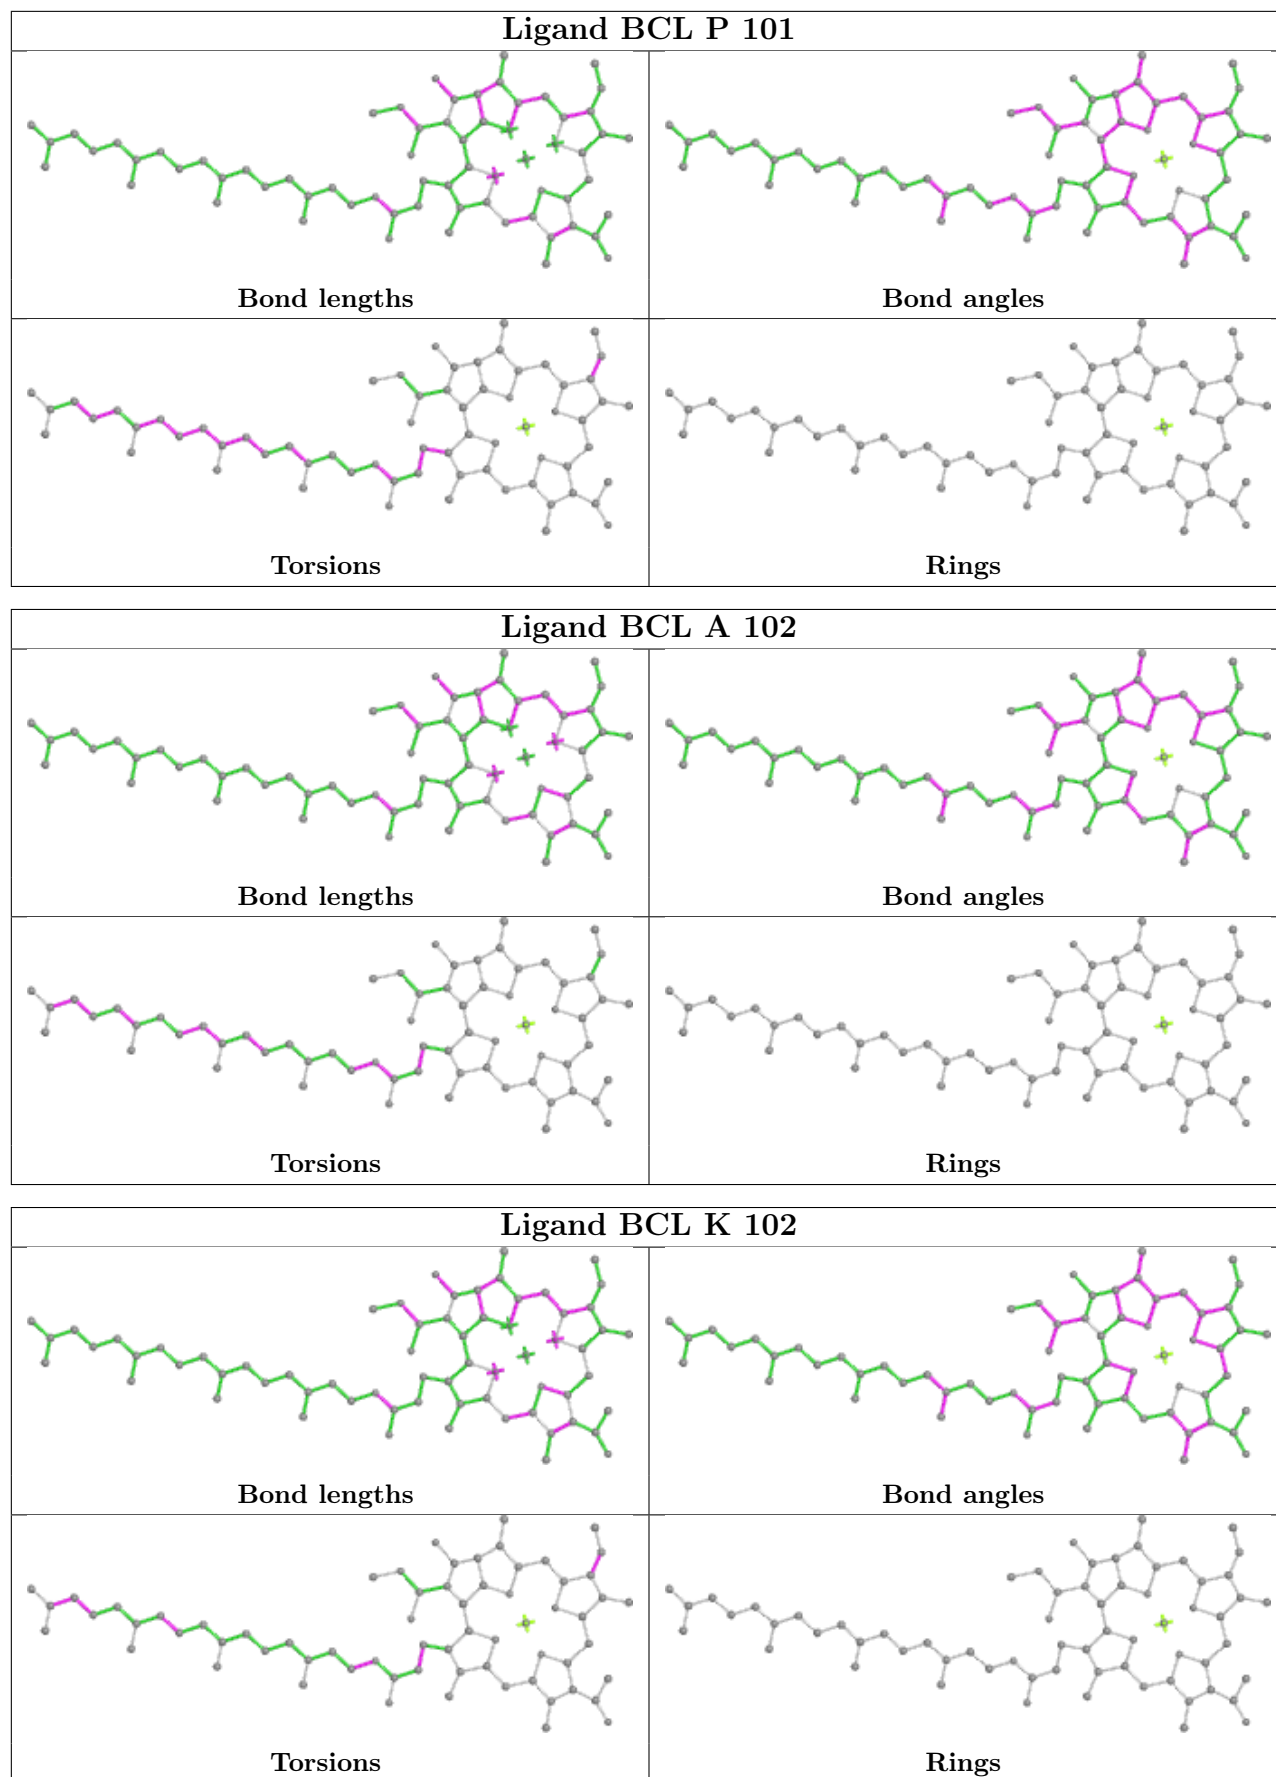 Ligand BCL P 101
Bond lengths
Bond angles
Torsions
Rings
Ligand BCL A 102
Bond lengths
Bond angles
Torsions
Rings
Ligand BCL K 102
Bond lengths
Bond angles
Torsions
Rings